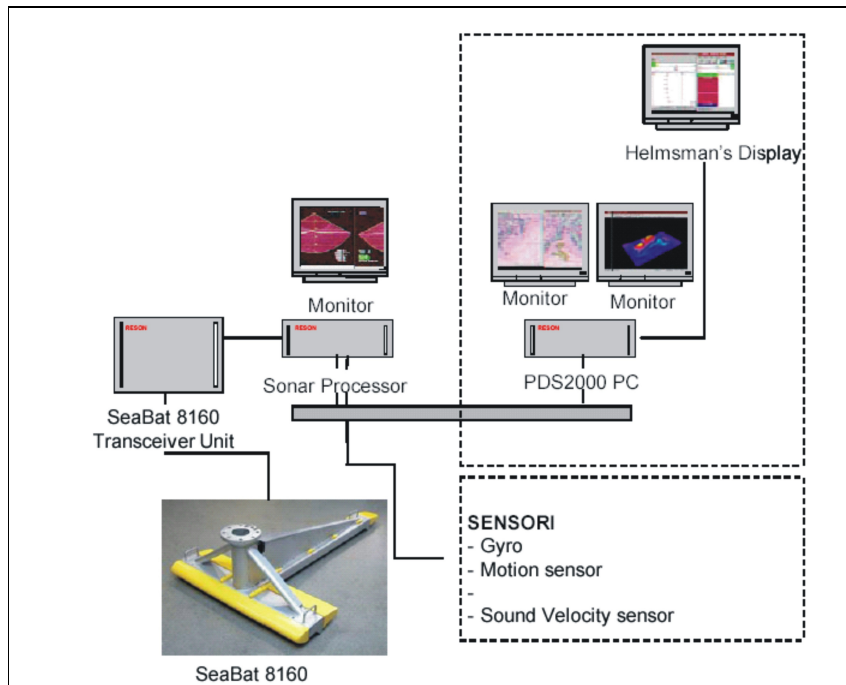 Helmsman's Display
Monitor
Monitor
Monitor
RESON
RESON
RESON
Sonar Processor
PDS2000 PC
SeaBat 8160
Transceiver Unit
SENSORI
- Gyro
- Motion sensor
-
- Sound Velocity sensor
SeaBat 8160